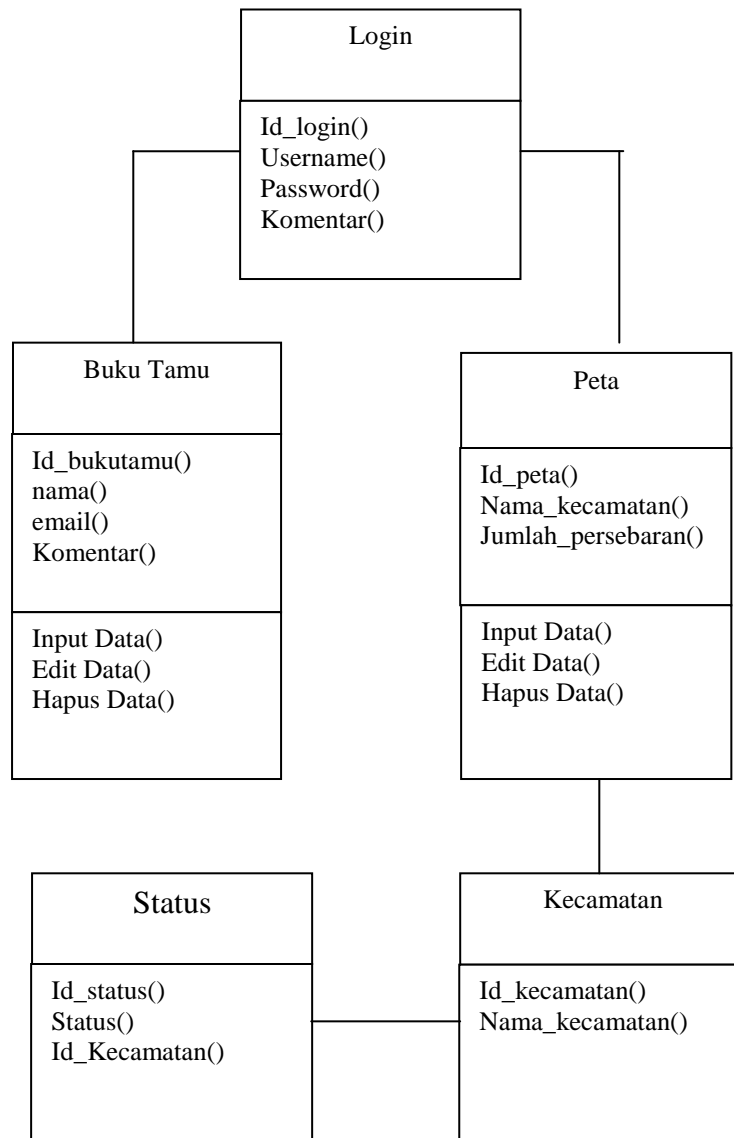 Login
Id_login()
Username()
Password()
Komentar()
Buku Tamu
Id_bukutamu()
nama()
email()
Komentar()
Input Data()
Edit Data()
Hapus Data()
Peta
Id_peta()
Nama_kecamatan()
Jumlah_persebaran()
Input Data()
Edit Data()
Hapus Data()
Status
Id_status()
Status()
Id_Kecamatan()
Kecamatan
Id_kecamatan()
Nama_kecamatan()